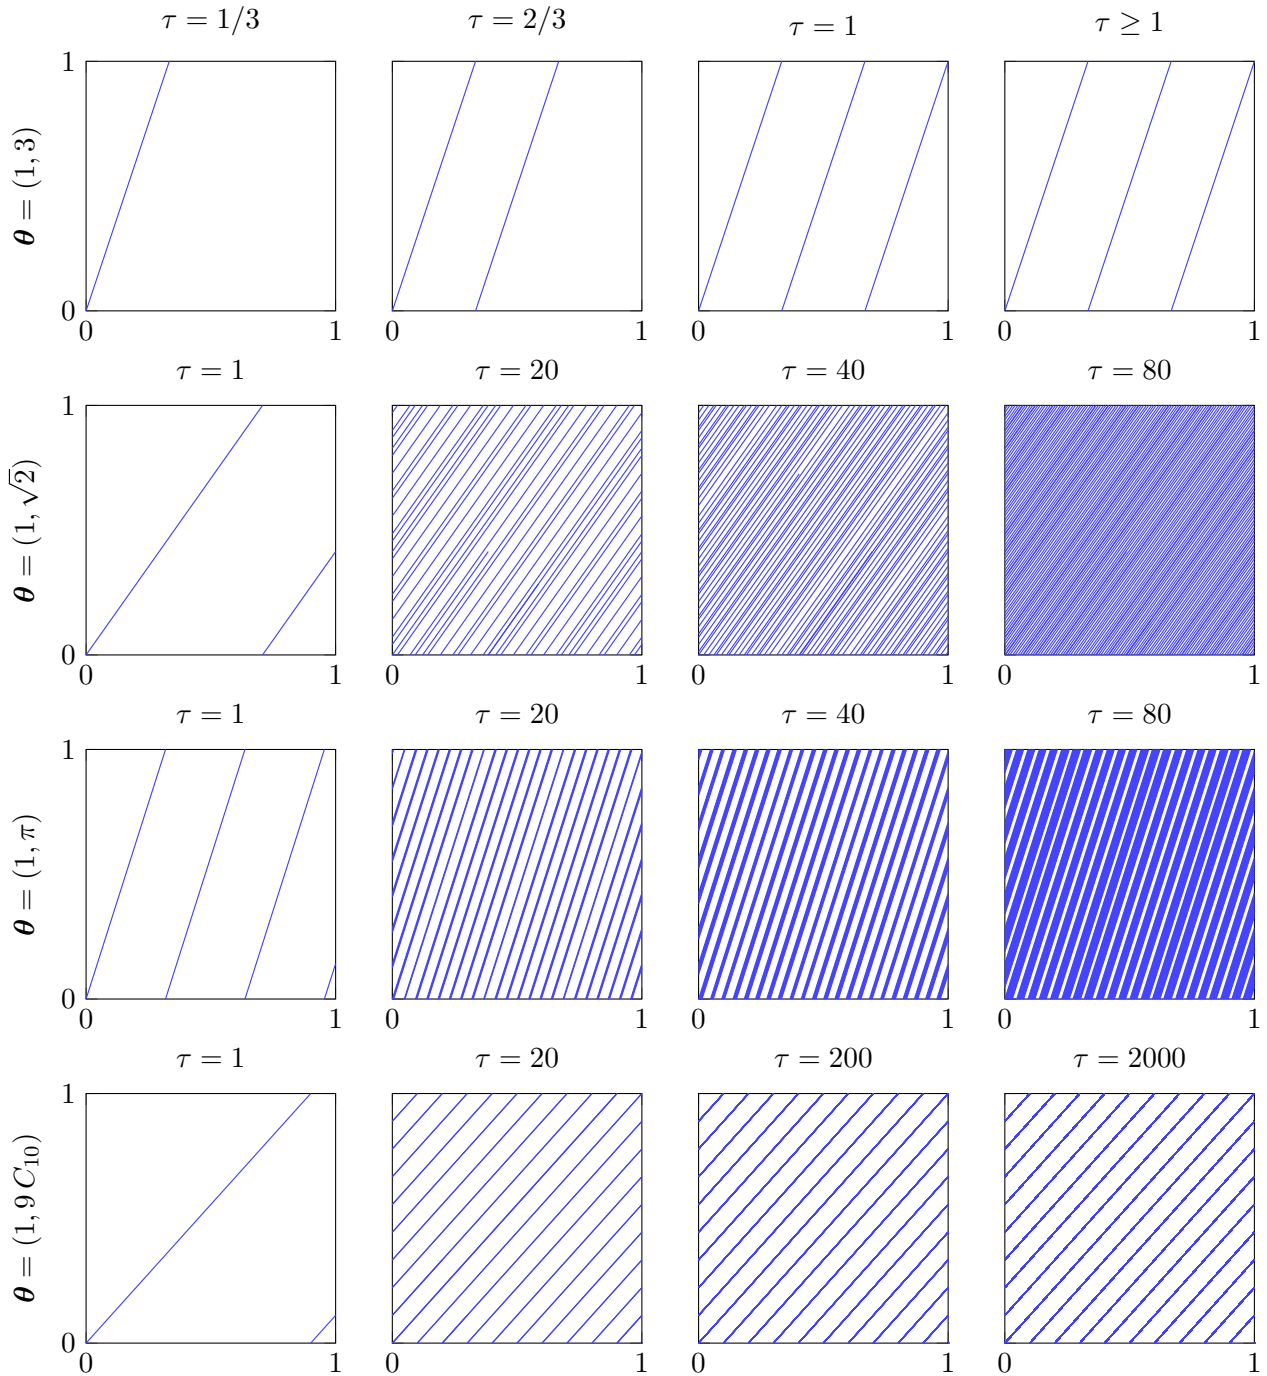 τ = 1/3 τ = 2/3 τ = 1 τ ≥ 1
1
θ = (1, 3)
0
0 1 0 1 0 1 0 1
τ = 1 τ = 20 τ = 40 τ = 80
1
θ = (1, √2)
0
0 1 0 1 0 1 0 1
τ = 1 τ = 20 τ = 40 τ = 80
1
θ = (1, π)
0
0 1 0 1 0 1 0 1
τ = 1 τ = 20 τ = 200 τ = 2000
1
θ = (1, 9 C₁₀)
0
0 1 0 1 0 1 0 1